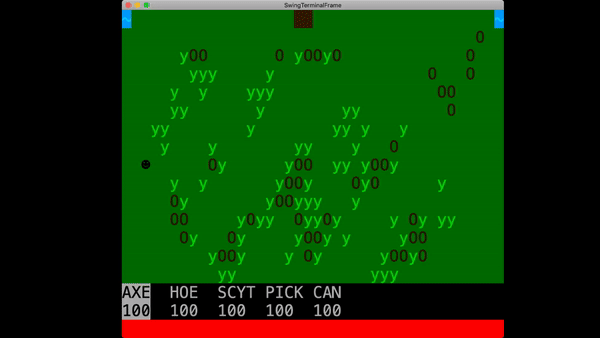 SwingTerminalFrame
O
yOO O yOOyO O
yyy y O O
y y yyy OO
yy y yy O
yy y yy y y
y y yy y O
Oy yOO yy yOOy
y y yOOy OyO y
Oy yOOyyy y
OO yOyy OyyOy y Oy yy
Oy Oy yOOy y yOO
yOOy y Oy yOOyO
yy yyy
AXE HOE SCYT PICK CAN
100 100 100 100 100